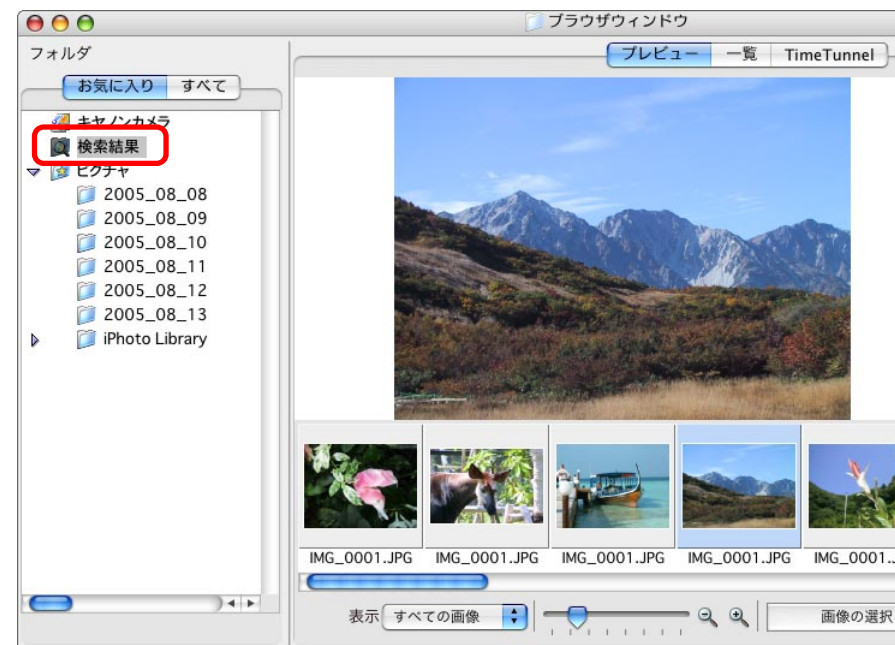 ブラウザウィンドウ
フォルダ
お気に入り すべて
キヤノンカメラ
検索結果
ピクチャ
2005_08_08
2005_08_09
2005_08_10
2005_08_11
2005_08_12
2005_08_13
iPhoto Library
プレビュー 一覧 TimeTunnel
IMG_0001.JPG IMG_0001.JPG IMG_0001.JPG IMG_0001.JPG IMG_0001.
表示 すべての画像 画像の選択